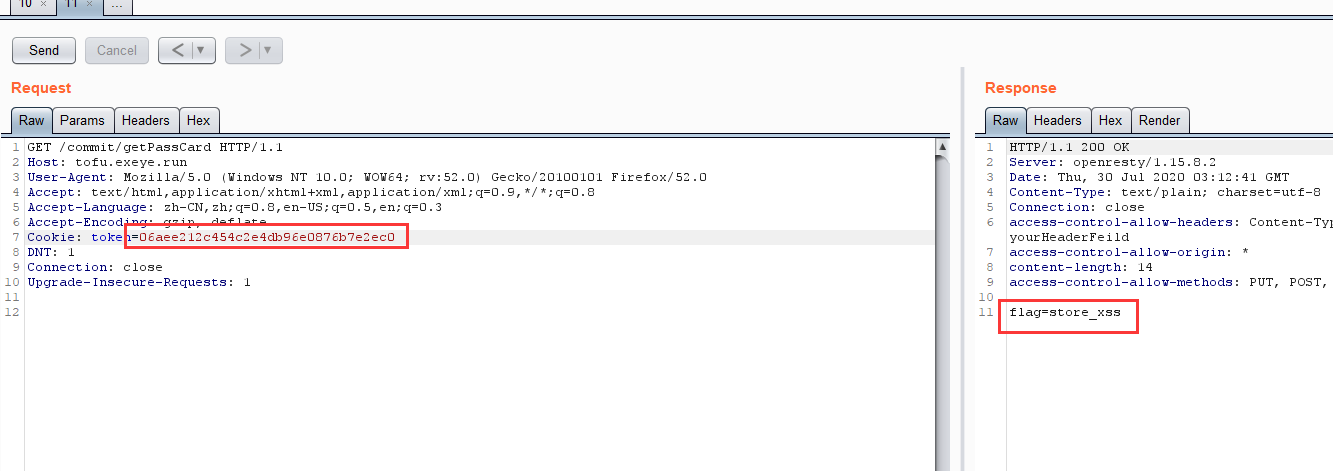 10 × 11 × ...
Send Cancel < ▼ > ▼
Request
Raw Params Headers Hex
1 GET /commit/getPassCard HTTP/1.1
2 Host: tofu.exeye.run
3 User-Agent: Mozilla/5.0 (Windows NT 10.0; WOW64; rv:52.0) Gecko/20100101 Firefox/52.0
4 Accept: text/html,application/xhtml+xml,application/xml;q=0.9,*/*;q=0.8
5 Accept-Language: zh-CN,zh;q=0.8,en-US;q=0.5,en;q=0.3
6 Accept-Encoding: gzip, deflate
7 Cookie: token=06aee212c454c2e4db96e0876b7e2ec0
8 DNT: 1
9 Connection: close
10 Upgrade-Insecure-Requests: 1
11
12
Response
Raw Headers Hex Render
1 HTTP/1.1 200 OK
2 Server: openresty/1.15.8.2
3 Date: Thu, 30 Jul 2020 03:12:41 GMT
4 Content-Type: text/plain; charset=utf-8
5 Connection: close
6 access-control-allow-headers: Content-Typ
yourHeaderFeild
7 access-control-allow-origin: *
8 content-length: 14
9 access-control-allow-methods: PUT, POST,
10
11 flag=store_xss